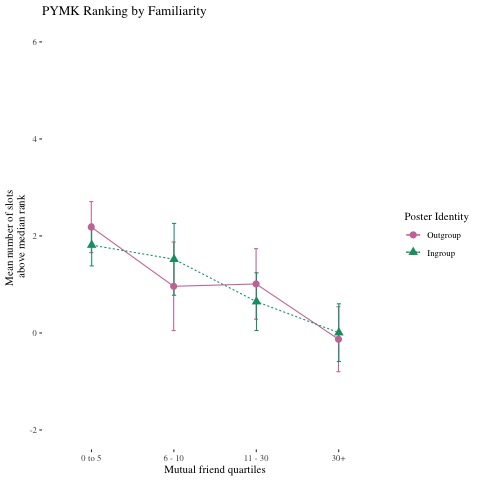 PYMK Ranking by Familiarity
6
4
2
0
-2
Mean number of slots
above median rank
0 to 5
6 - 10
11 - 30
30+
Mutual friend quartiles
Poster Identity
Outgroup
Ingroup